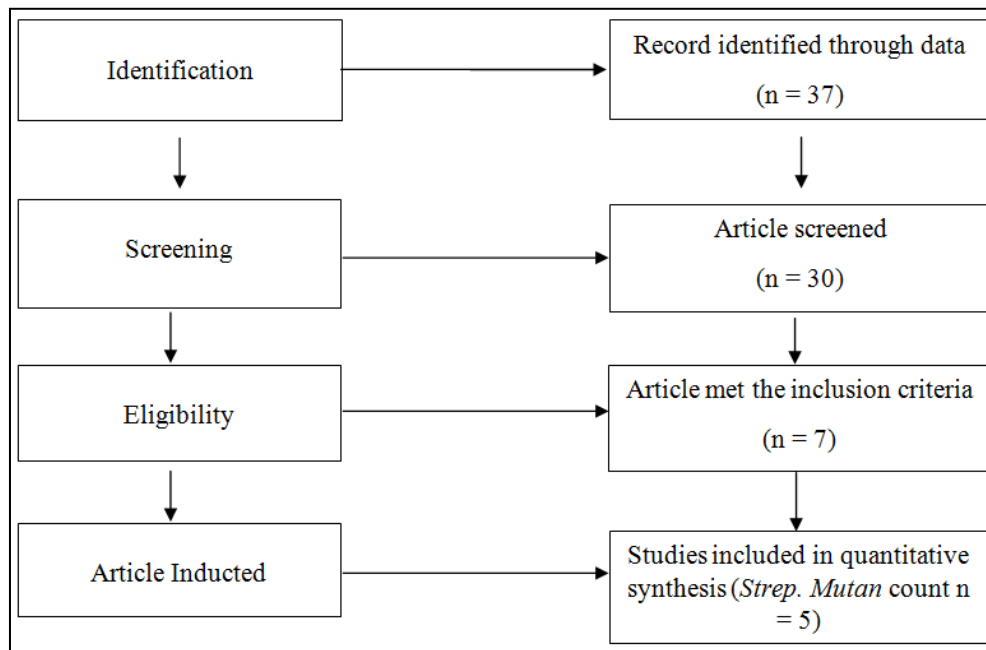 Identification
Record identified through data
(n = 37)
Screening
Article screened
(n = 30)
Eligibility
Article met the inclusion criteria
(n = 7)
Article Inducted
Studies included in quantitative
synthesis (Strep. Mutan count n
= 5)